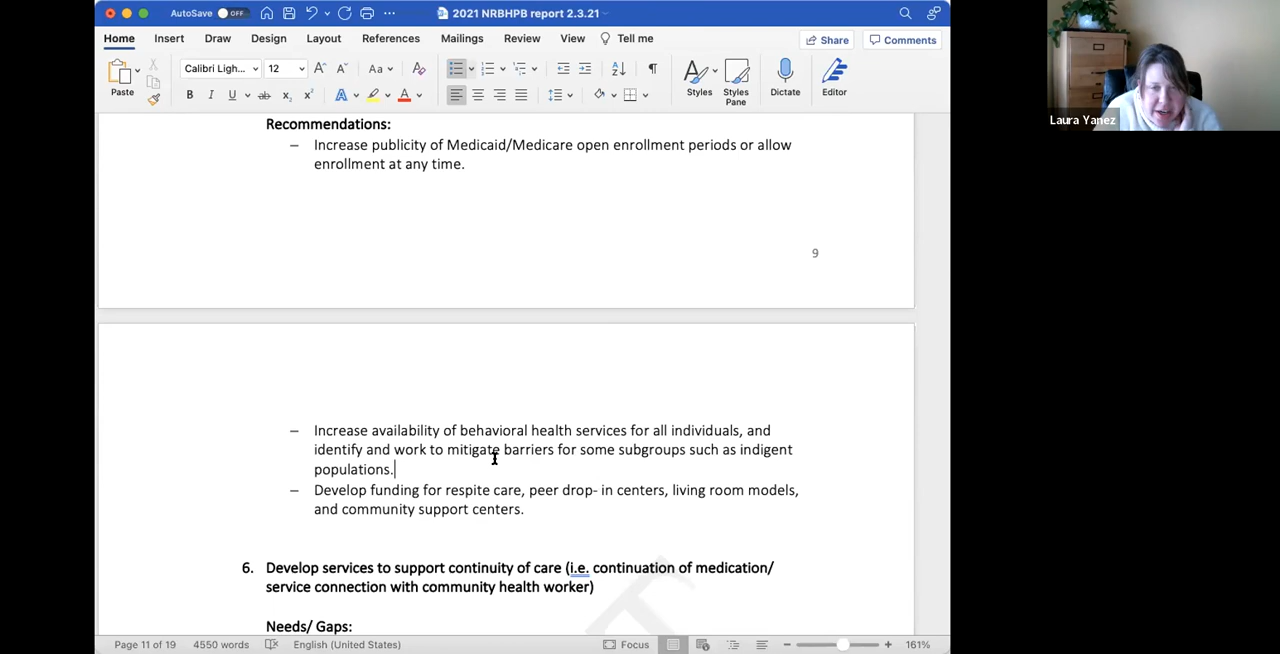 AutoSave OFF 2021 NRBHPB report 2.3.21
Home Insert Draw Design Layout References Mailings Review View Tell me Share Comments
Paste Calibri Ligh... 12 Styles Styles Pane Dictate Editor
Recommendations:
– Increase publicity of Medicaid/Medicare open enrollment periods or allow
enrollment at any time.
9
– Increase availability of behavioral health services for all individuals, and
identify and work to mitigate barriers for some subgroups such as indigent
populations.
– Develop funding for respite care, peer drop- in centers, living room models,
and community support centers.
6. Develop services to support continuity of care (i.e. continuation of medication/
service connection with community health worker)
Needs/ Gaps:
Page 11 of 19 4550 words English (United States) Focus 161%
Laura Yanez